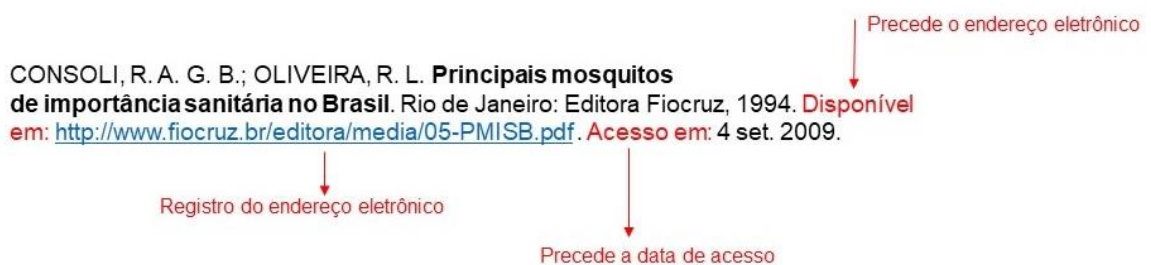 Precede o endereço eletrônico
CONSOLI, R. A. G. B.; OLIVEIRA, R. L. Principais mosquitos
de importância sanitária no Brasil. Rio de Janeiro: Editora Fiocruz, 1994. Disponível
em: http://www.fiocruz.br/editora/media/05-PMISB.pdf. Acesso em: 4 set. 2009.
Registro do endereço eletrônico
Precede a data de acesso